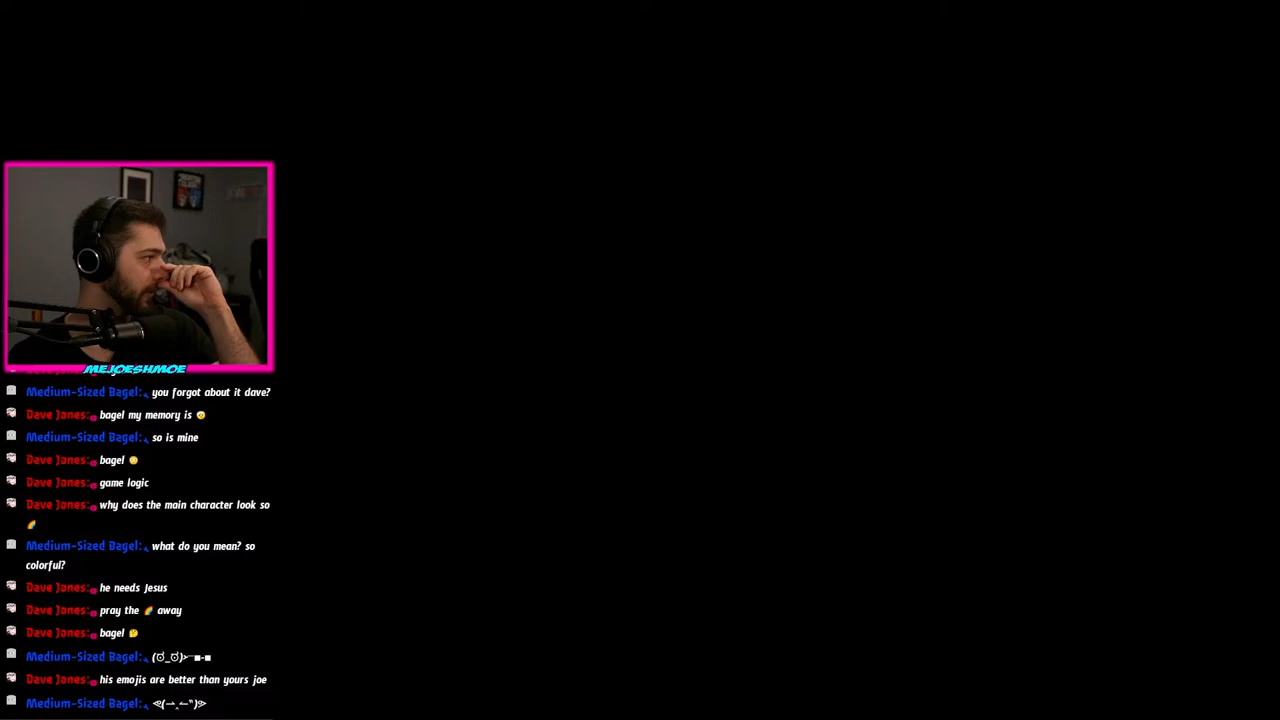 MEJOESHMOE
Medium-Sized Bagel: you forgot about it dave?
Dave Jones: bagel my memory is 🤕
Medium-Sized Bagel: so is mine
Dave Jones: bagel 😳
Dave Jones: game logic
Dave Jones: why does the main character look so
🌈
Medium-Sized Bagel: what do you mean? so
colorful?
Dave Jones: he needs Jesus
Dave Jones: pray the 🌈 away
Dave Jones: bagel 🤔
Medium-Sized Bagel: (ಠ_ಠ)>⌐■-■
Dave Jones: his emojis are better than yours joe
Medium-Sized Bagel: